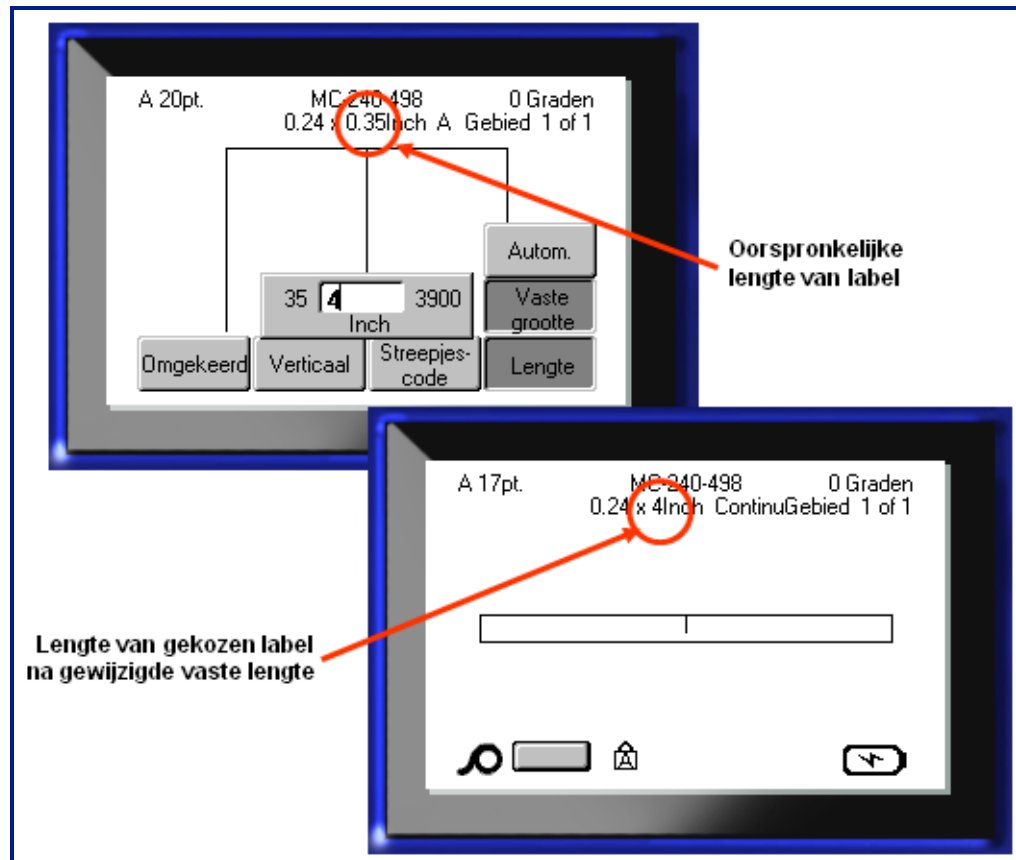 A 20pt. MC-240-498 0 Graden
0.24 x 0.35Inch A Gebied 1 of 1
Oorspronkelijke
lengte van label
Autom.
35 4 3900
Inch
Vaste
grootte
Omgekeerd Verticaal Streepjes-
code Lengte
A 17pt. MC-240-498 0 Graden
0.24 x 4Inch ContinuGebied 1 of 1
Lengte van gekozen label
na gewijzigde vaste lengte
A